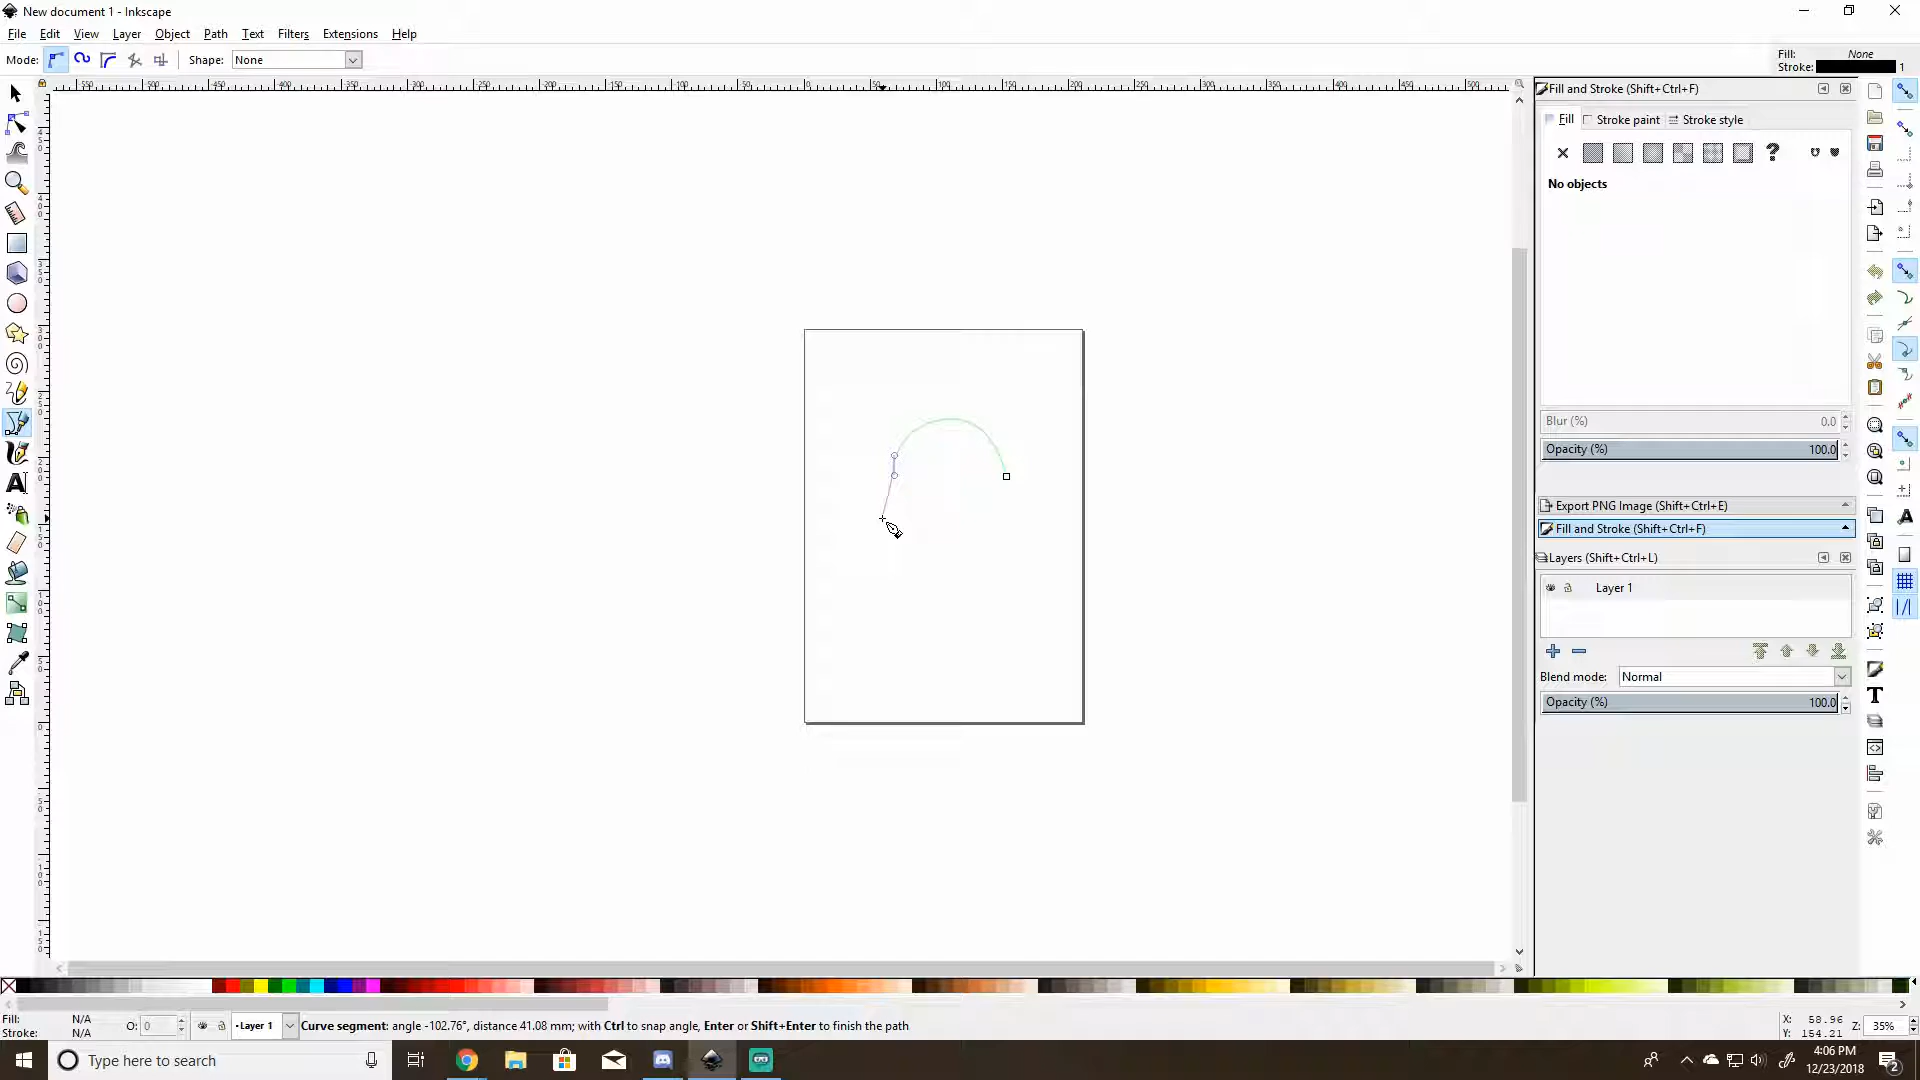 New document 1 - Inkscape
File Edit View Layer Object Path Text Filters Extensions Help
Mode: Shape: None
Fill: None
Stroke: 1
Fill and Stroke (Shift+Ctrl+F)
Fill Stroke paint Stroke style
?
No objects
Blur (%) 0.0
Opacity (%) 100.0
Export PNG Image (Shift+Ctrl+E)
Fill and Stroke (Shift+Ctrl+F)
Layers (Shift+Ctrl+L)
Layer 1
Blend mode: Normal
Opacity (%) 100.0
Fill: N/A
Stroke: N/A
O: 0
Layer 1
Curve segment: angle -102.76°, distance 41.08 mm; with Ctrl to snap angle, Enter or Shift+Enter to finish the path
X: 58.96
Y: 154.21
Z: 35%
Type here to search
4:06 PM
12/23/2018
2